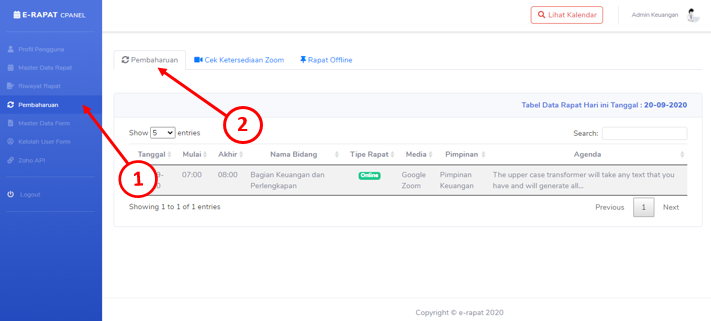 E-RAPAT CPANEL
Lihat Kalendar
Admin Keuangan
Profil Pengguna
Master Data Rapat
Riwayat Rapat
Pembaharuan
Master Data Form
Kelolah User Form
Zoho API
Logout
Pembaharuan
Cek Ketersediaan Zoom
Rapat Offline
Tabel Data Rapat Hari ini Tanggal : 20-09-2020
Show 5 entries
Search:
Tanggal Mulai Akhir Nama Bidang Tipe Rapat Media Pimpinan Agenda
07:00 08:00 Bagian Keuangan dan Online Google Pimpinan The upper case transformer will take any text that you
Perlengkapan Zoom Keuangan have and will generate all...
Showing 1 to 1 of 1 entries
Previous 1 Next
1
2
Copyright © e-rapat 2020